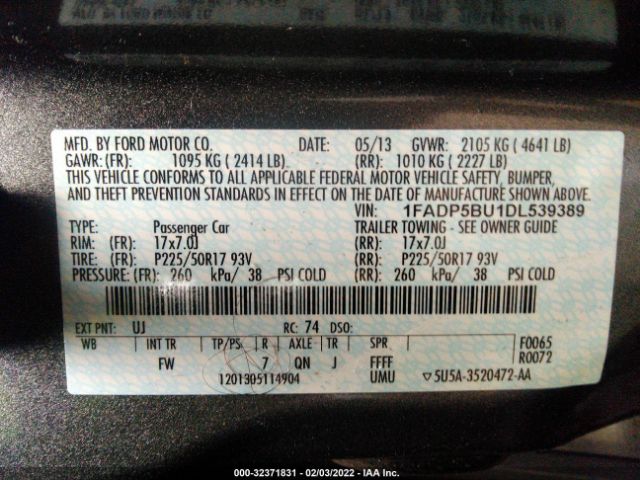 MFD. BY FORD MOTOR CO. DATE: 05/13 GVWR: 2105 KG ( 4641 LB)
GAWR: (FR): 1095 KG ( 2414 LB) (RR): 1010 KG ( 2227 LB)
THIS VEHICLE CONFORMS TO ALL APPLICABLE FEDERAL MOTOR VEHICLE SAFETY, BUMPER,
AND THEFT PREVENTION STANDARDS IN EFFECT ON THE DATE OF MANUFACTURE SHOWN ABOVE.
VIN: 1FADP5BU1DL539389
TYPE: Passenger Car TRAILER TOWING - SEE OWNER GUIDE
RIM: (FR): 17x7.0J (RR): 17x7.0J
TIRE: (FR): P225/50R17 93V (RR): P225/50R17 93V
PRESSURE: (FR): 260 kPa/ 38 PSI COLD (RR): 260 kPa/ 38 PSI COLD
EXT PNT: UJ RC: 74 DSO:
WB INT TR TP/PS R AXLE TR SPR F0065
FW 7 QN J FFFF R0072
1201305114904 UMU ▽5U5A-3520472-AA
000-32371831 - 02/03/2022 - IAA Inc.